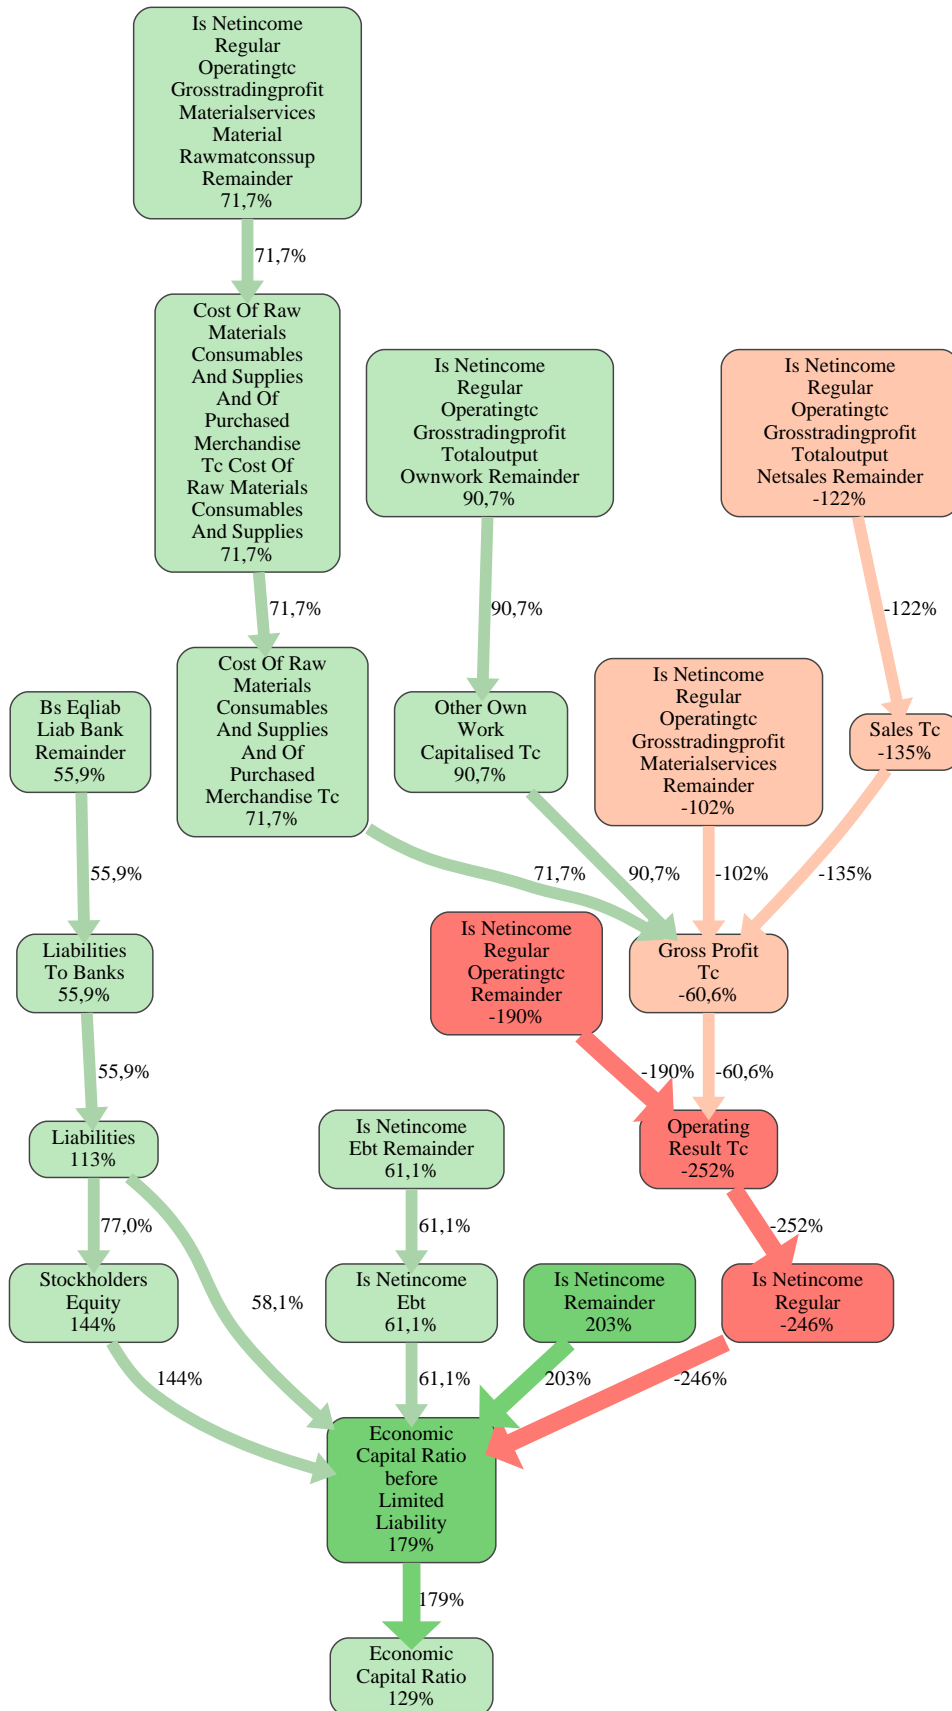 Is Netincome
Regular
Operatingtc
Grosstradingprofit
Materialservices
Material
Rawmatconssup
Remainder
71,7%
71,7%
Cost Of Raw
Materials
Consumables
And Supplies
And Of
Purchased
Merchandise
Tc Cost Of
Raw Materials
Consumables
And Supplies
71,7%
Is Netincome
Regular
Operatingtc
Grosstradingprofit
Totaloutput
Ownwork Remainder
90,7%
Is Netincome
Regular
Operatingtc
Grosstradingprofit
Totaloutput
Netsales Remainder
-122%
71,7%
90,7%
-122%
Bs Eqliab
Liab Bank
Remainder
55,9%
Cost Of Raw
Materials
Consumables
And Supplies
And Of
Purchased
Merchandise Tc
71,7%
Other Own
Work
Capitalised Tc
90,7%
Is Netincome
Regular
Operatingtc
Grosstradingprofit
Materialservices
Remainder
-102%
Sales Tc
-135%
55,9%
71,7%
90,7%
-102%
-135%
Liabilities
To Banks
55,9%
Is Netincome
Regular
Operatingtc
Remainder
-190%
Gross Profit
Tc
-60,6%
55,9%
-190%
-60,6%
Liabilities
113%
Is Netincome
Ebt Remainder
61,1%
Operating
Result Tc
-252%
77,0%
61,1%
-252%
Stockholders
Equity
144%
58,1%
Is Netincome
Ebt
61,1%
Is Netincome
Remainder
203%
Is Netincome
Regular
-246%
144%
61,1%
203%
-246%
Economic
Capital Ratio
before
Limited
Liability
179%
179%
Economic
Capital Ratio
129%